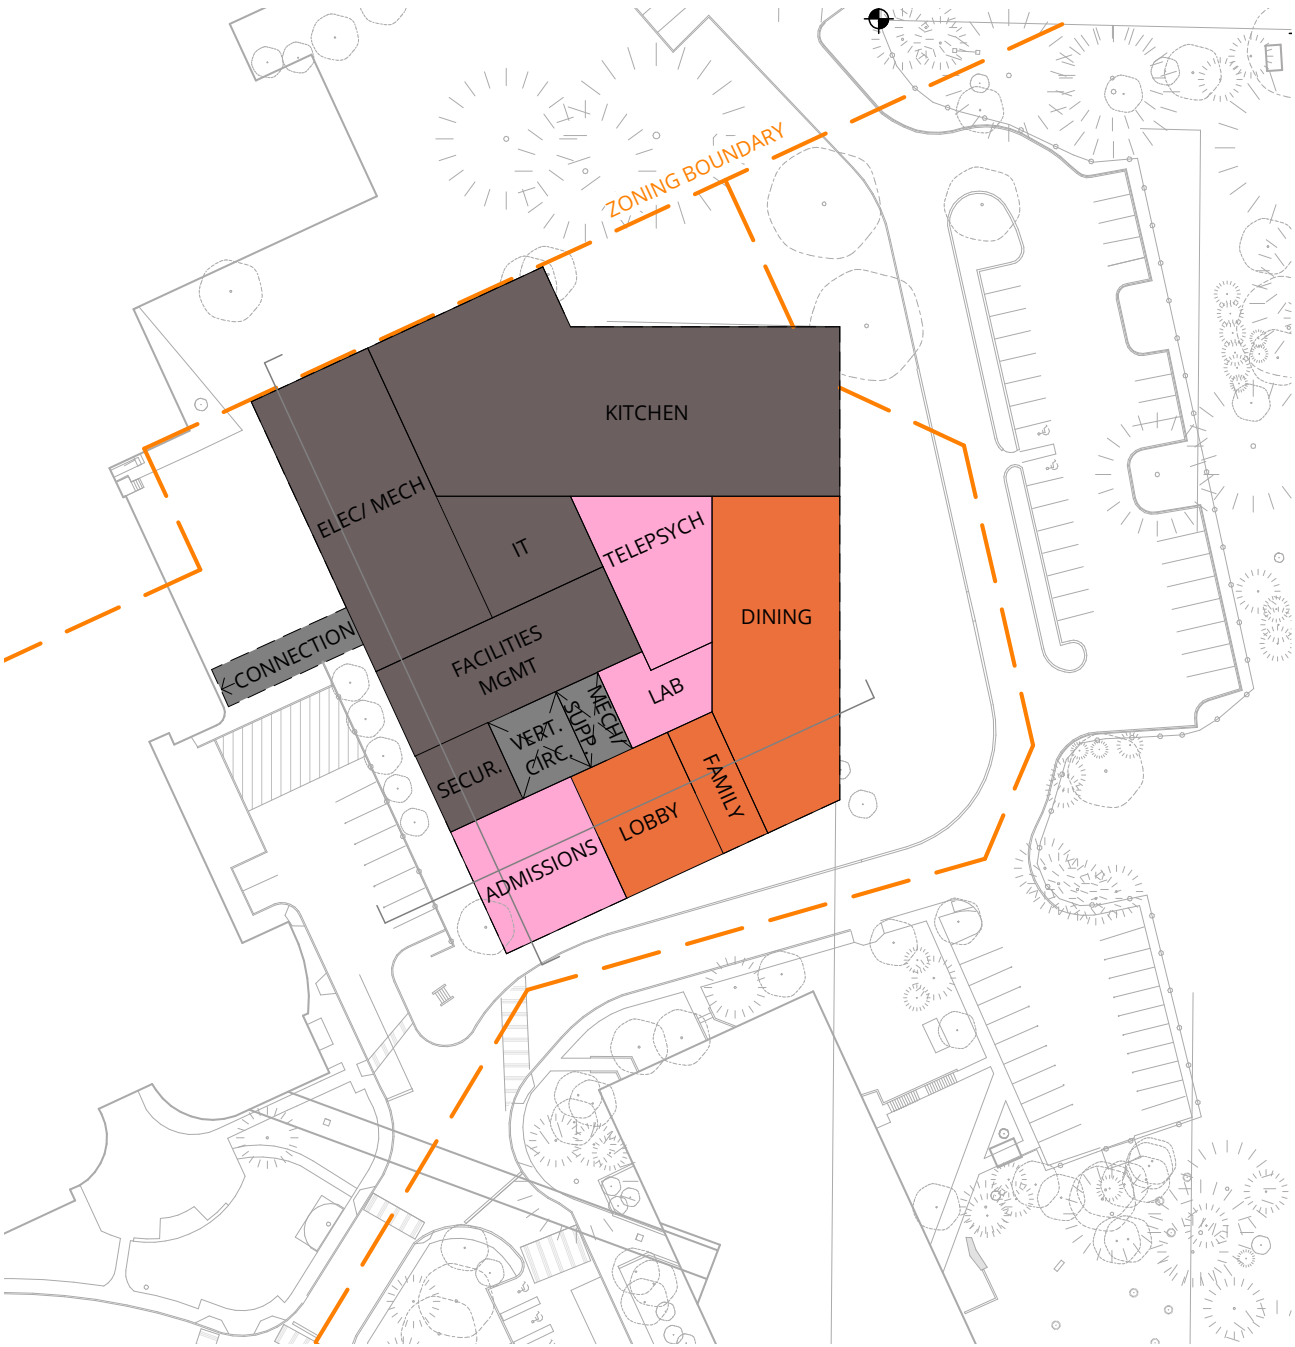 ZONING BOUNDARY
KITCHEN
ELEC/ MECH
IT
TELEPSYCH
DINING
FACILITIES
MGMT
CONNECTION
LAB
MECH/
SUPP.
VERT.
CIRC.
SECUR.
FAMILY
LOBBY
ADMISSIONS